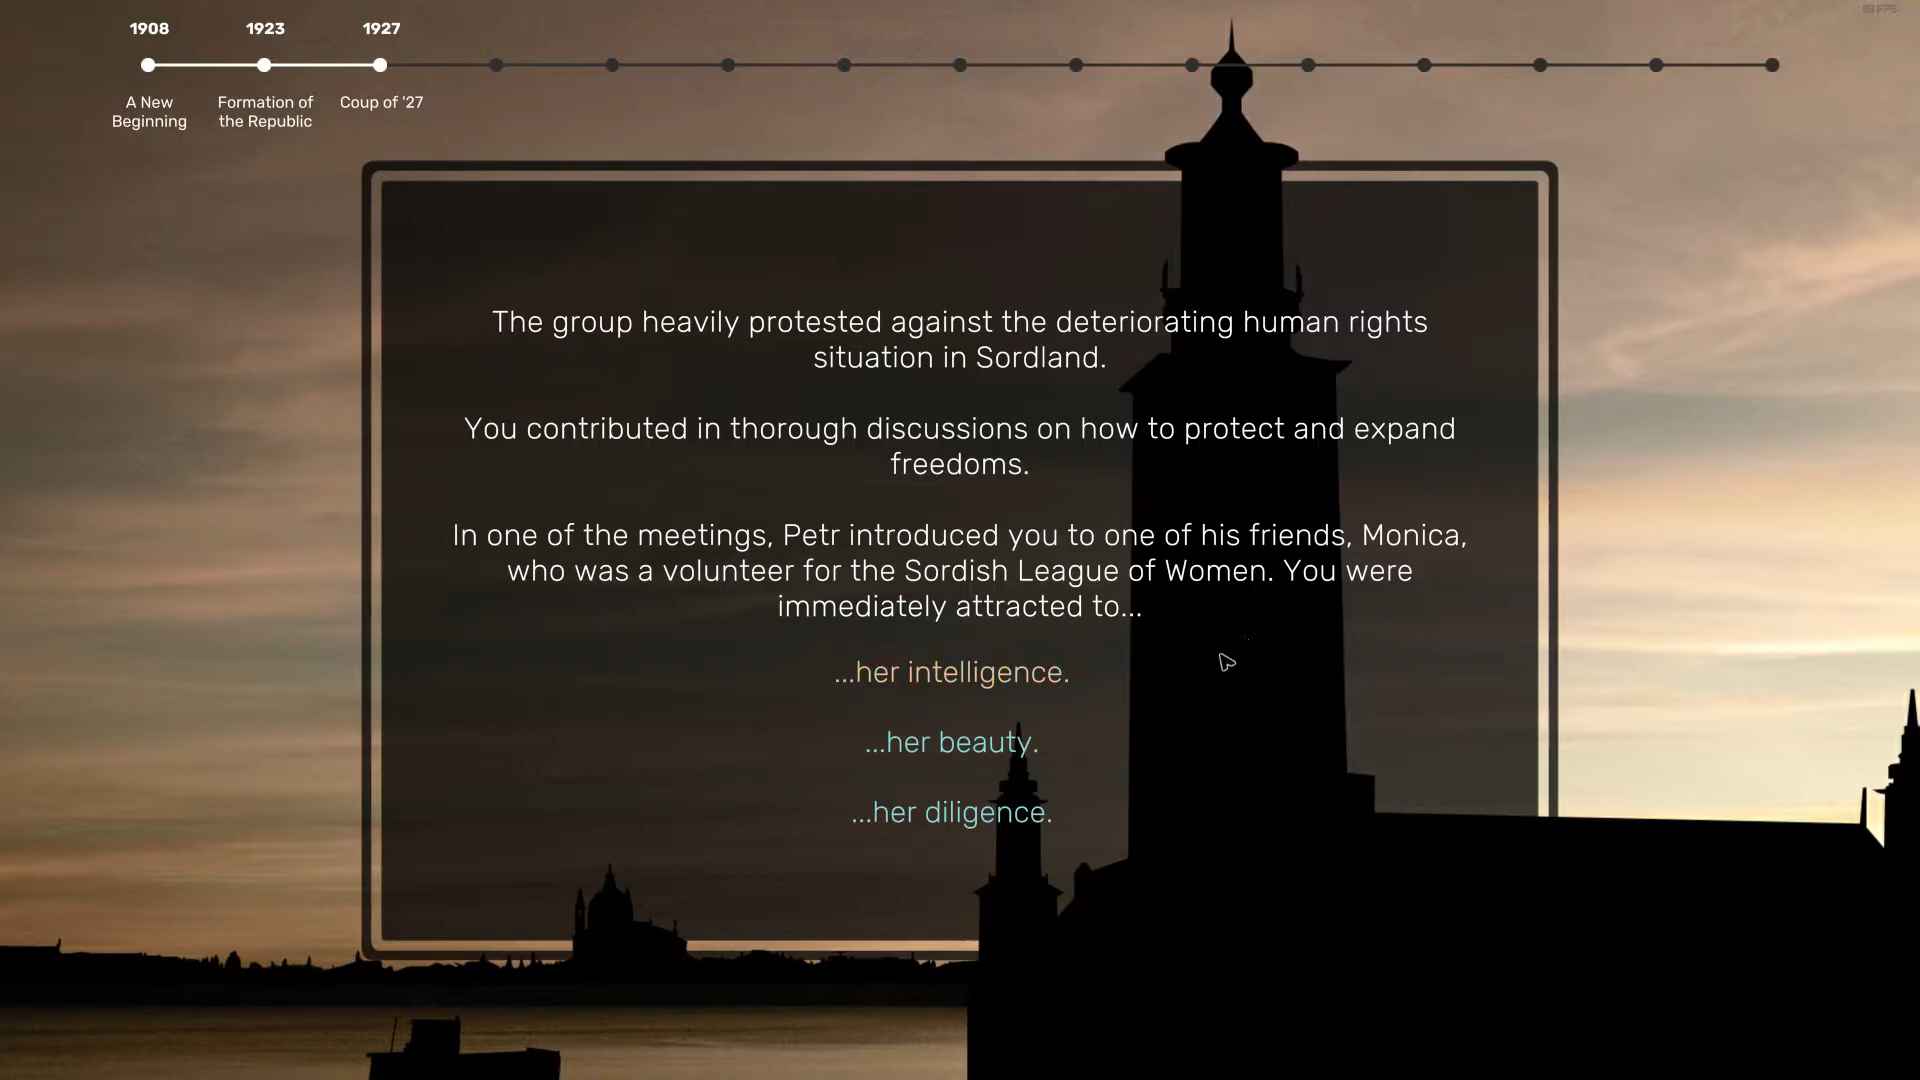 1908
1923
1927
A New
Beginning
Formation of
the Republic
Coup of '27
The group heavily protested against the deteriorating human rights
situation in Sordland.
You contributed in thorough discussions on how to protect and expand
freedoms.
In one of the meetings, Petr introduced you to one of his friends, Monica,
who was a volunteer for the Sordish League of Women. You were
immediately attracted to...
...her intelligence.
...her beauty.
...her diligence.